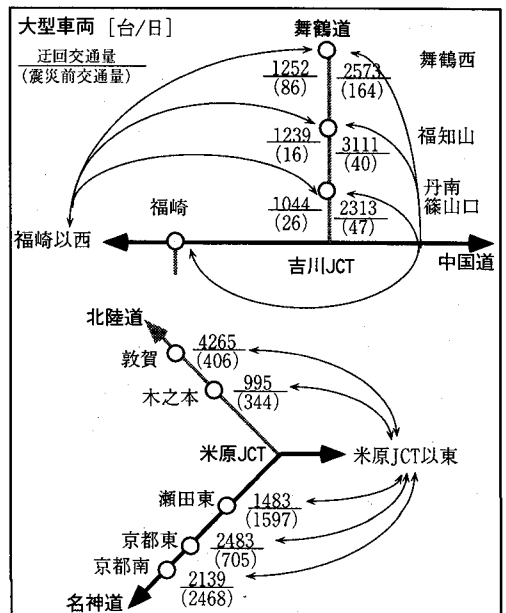 大型車両 [台/日]
迂回交通量
(震災前交通量)
舞鶴道
舞鶴西
1252
(86)
2573
(164)
福知山
1239
(16)
3111
(40)
丹南
篠山口
1044
(26)
2313
(47)
福崎
福崎以西
吉川JCT
中国道
北陸道
敦賀
4265
(406)
木之本
995
(344)
米原JCT
米原JCT以東
瀬田東
1483
(1597)
京都東
2483
(705)
京都南
2139
(2468)
名神道